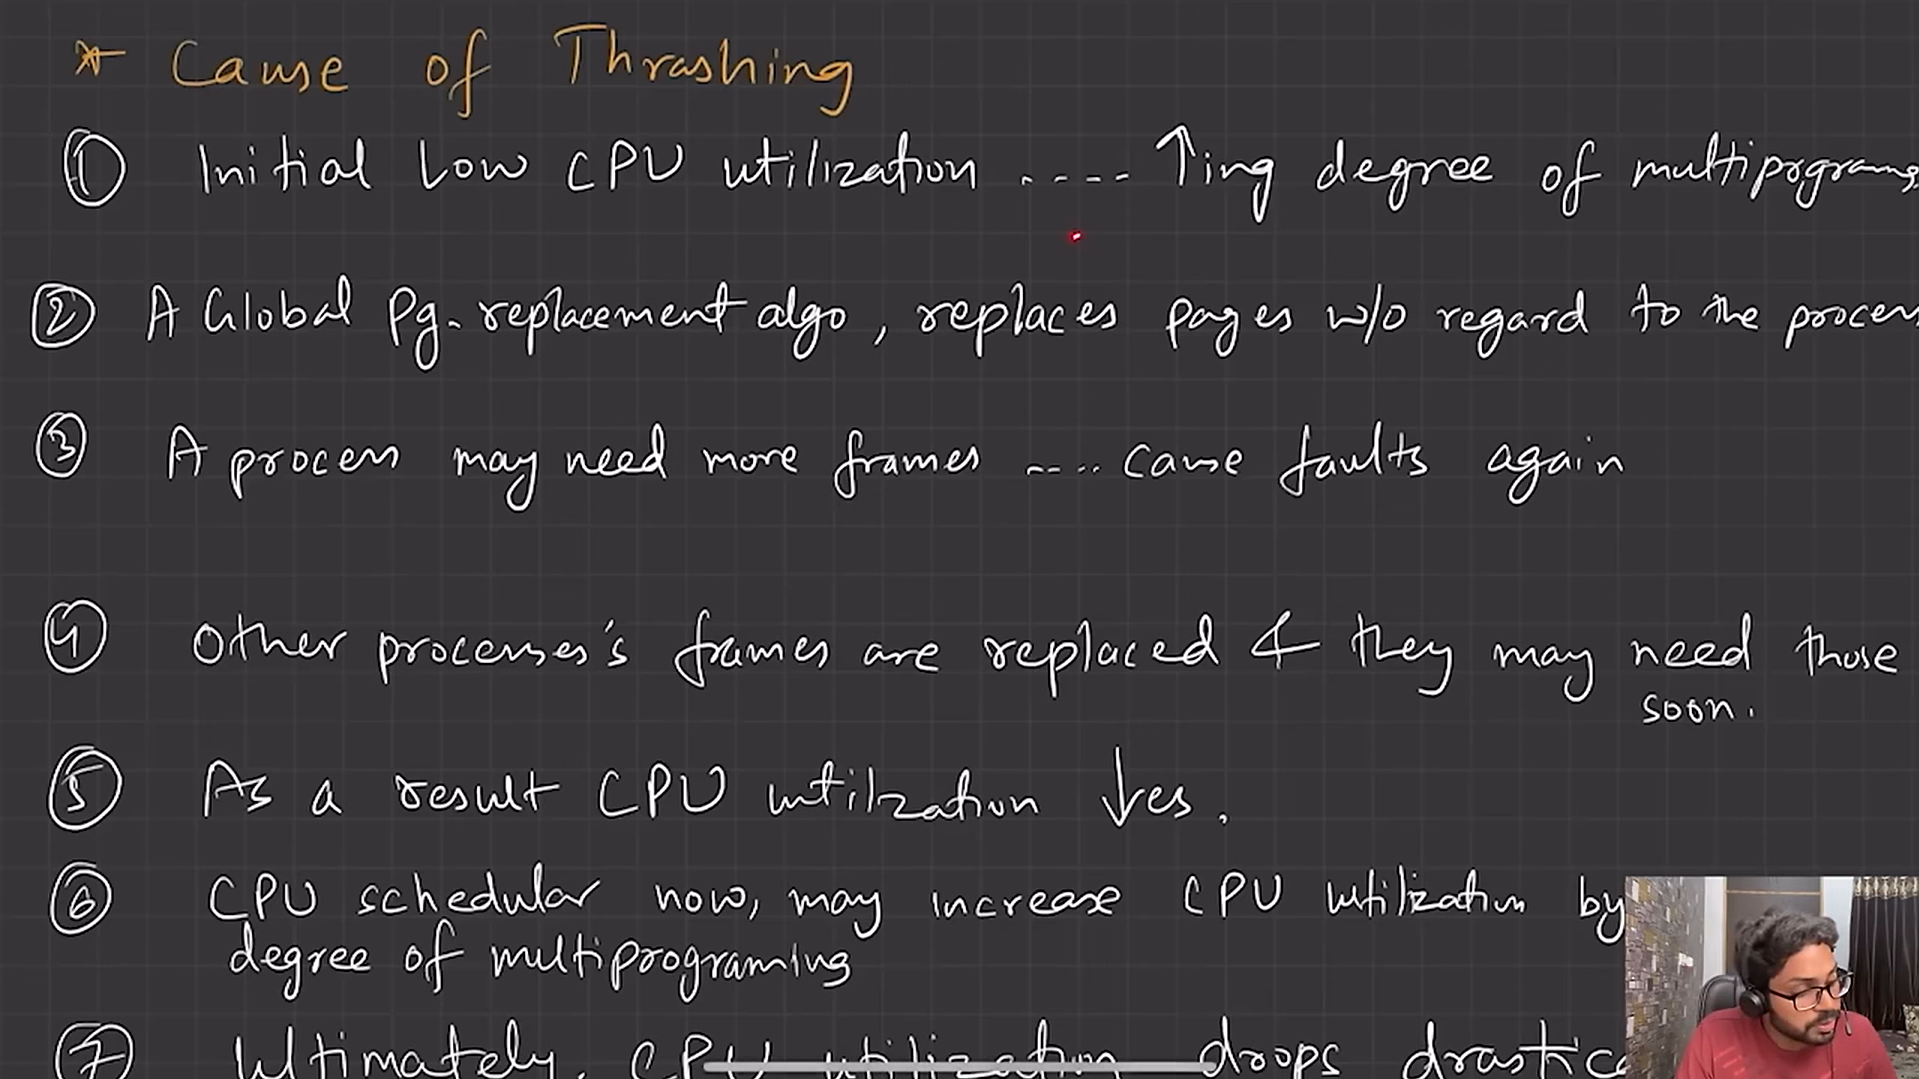 * Cause of Thrashing
① Initial Low CPU utilization .... ↑ing degree of multiprograming
② A Global Pg. replacement algo, replaces pages w/o regard to the process
③ A process may need more frames .... cause faults again
④ Other processes's frames are replaced & they may need those
soon.
⑤ As a result CPU utilization ↓es.
⑥ CPU schedular now, may increase CPU utilization by
degree of multiprograming
⑦ Ultimately, CPU utilization drops drastica